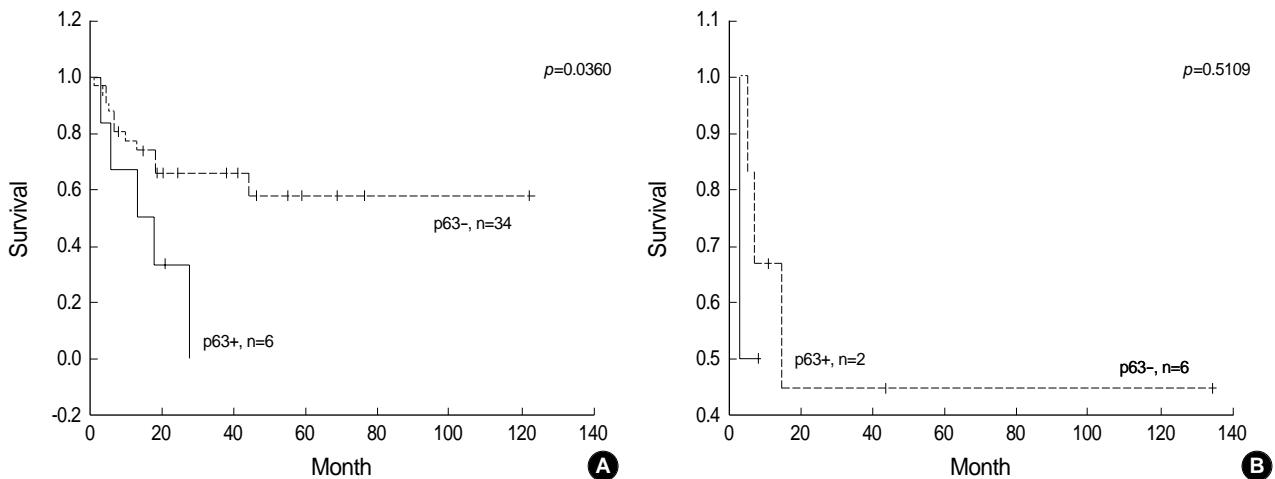 1.2
1.0
0.8
0.6
0.4
0.2
0.0
-0.2
Survival
p=0.0360
p63-, n=34
p63+, n=6
0 20 40 60 80 100 120 140
Month
A
1.1
1.0
0.9
0.8
0.7
0.6
0.5
0.4
Survival
p=0.5109
p63+, n=2
p63-, n=6
0 20 40 60 80 100 120 140
Month
B